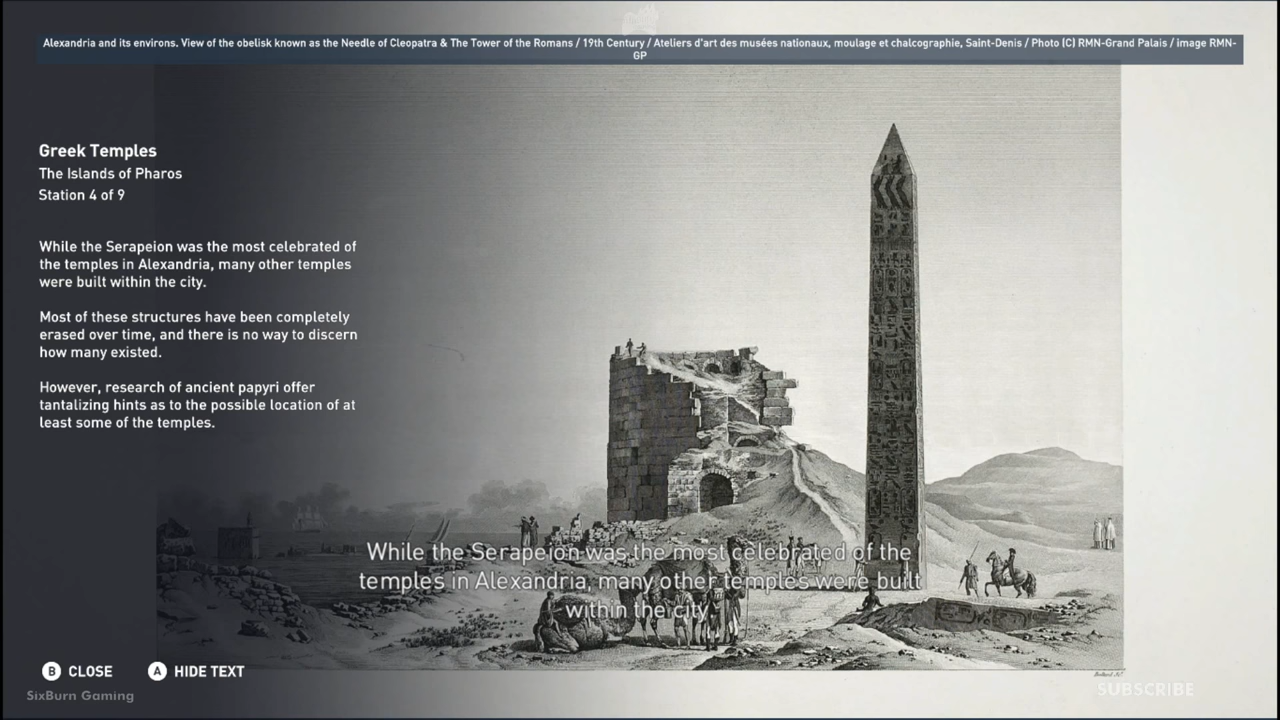 Alexandria and its environs. View of the obelisk known as the Needle of Cleopatra & The Tower of the Romans / 19th Century / Ateliers d'art des musées nationaux, moulage et chalcographie, Saint-Denis / Photo (C) RMN-Grand Palais / image RMN-
GP
Greek Temples
The Islands of Pharos
Station 4 of 9
While the Serapeion was the most celebrated of
the temples in Alexandria, many other temples
were built within the city.
Most of these structures have been completely
erased over time, and there is no way to discern
how many existed.
However, research of ancient papyri offer
tantalizing hints as to the possible location of at
least some of the temples.
While the Serapeion was the most celebrated of the
temples in Alexandria, many other temples were built
within the city.
B CLOSE A HIDE TEXT
SixBurn Gaming
SUBSCRIBE